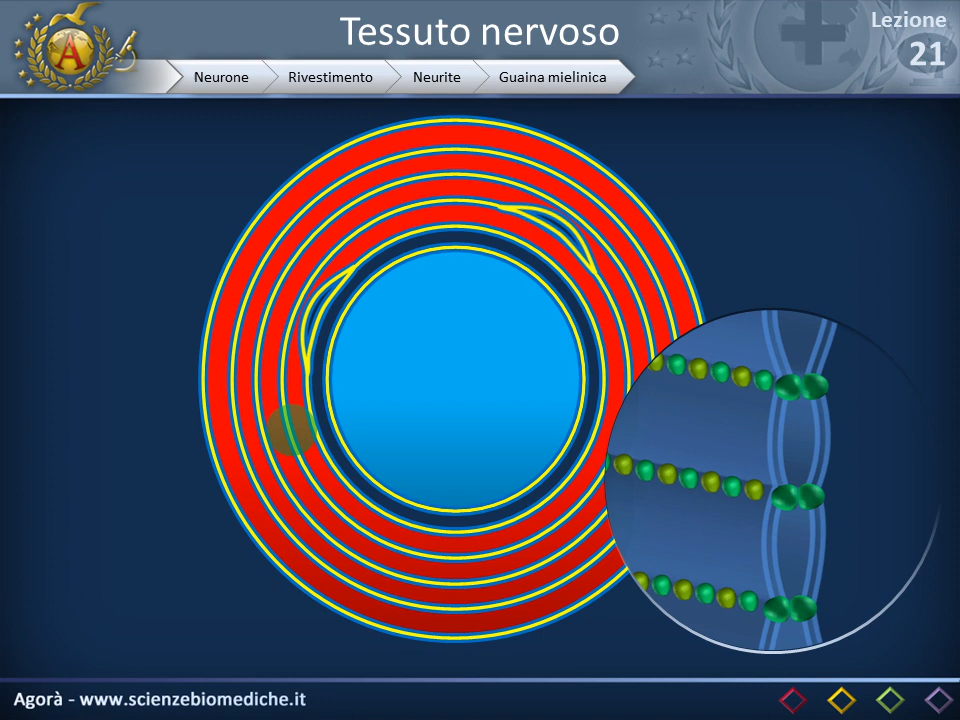 Tessuto nervoso
Lezione
21
Neurone
Rivestimento
Neurite
Guaina mielinica
A
Agorà - www.scienzebiomediche.it